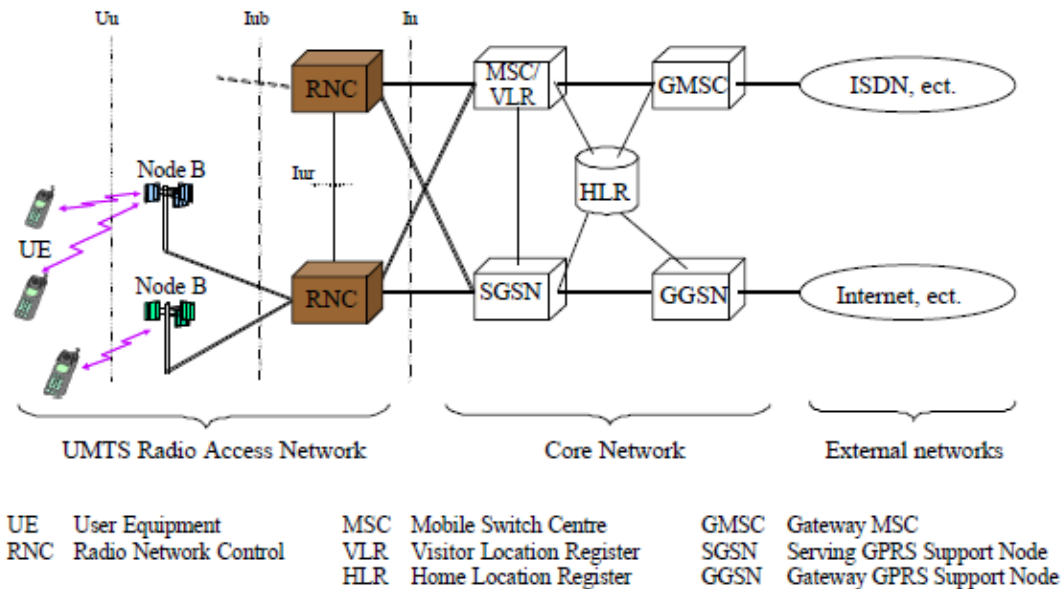 Uu
Iub
Iu
RNC
MSC/
VLR
GMSC
ISDN, ect.
Node B
Iur
HLR
UE
Node B
RNC
SGSN
GGSN
Internet, ect.
UMTS Radio Access Network
Core Network
External networks
UE User Equipment
MSC Mobile Switch Centre
GMSC Gateway MSC
RNC Radio Network Control
VLR Visitor Location Register
SGSN Serving GPRS Support Node
HLR Home Location Register
GGSN Gateway GPRS Support Node